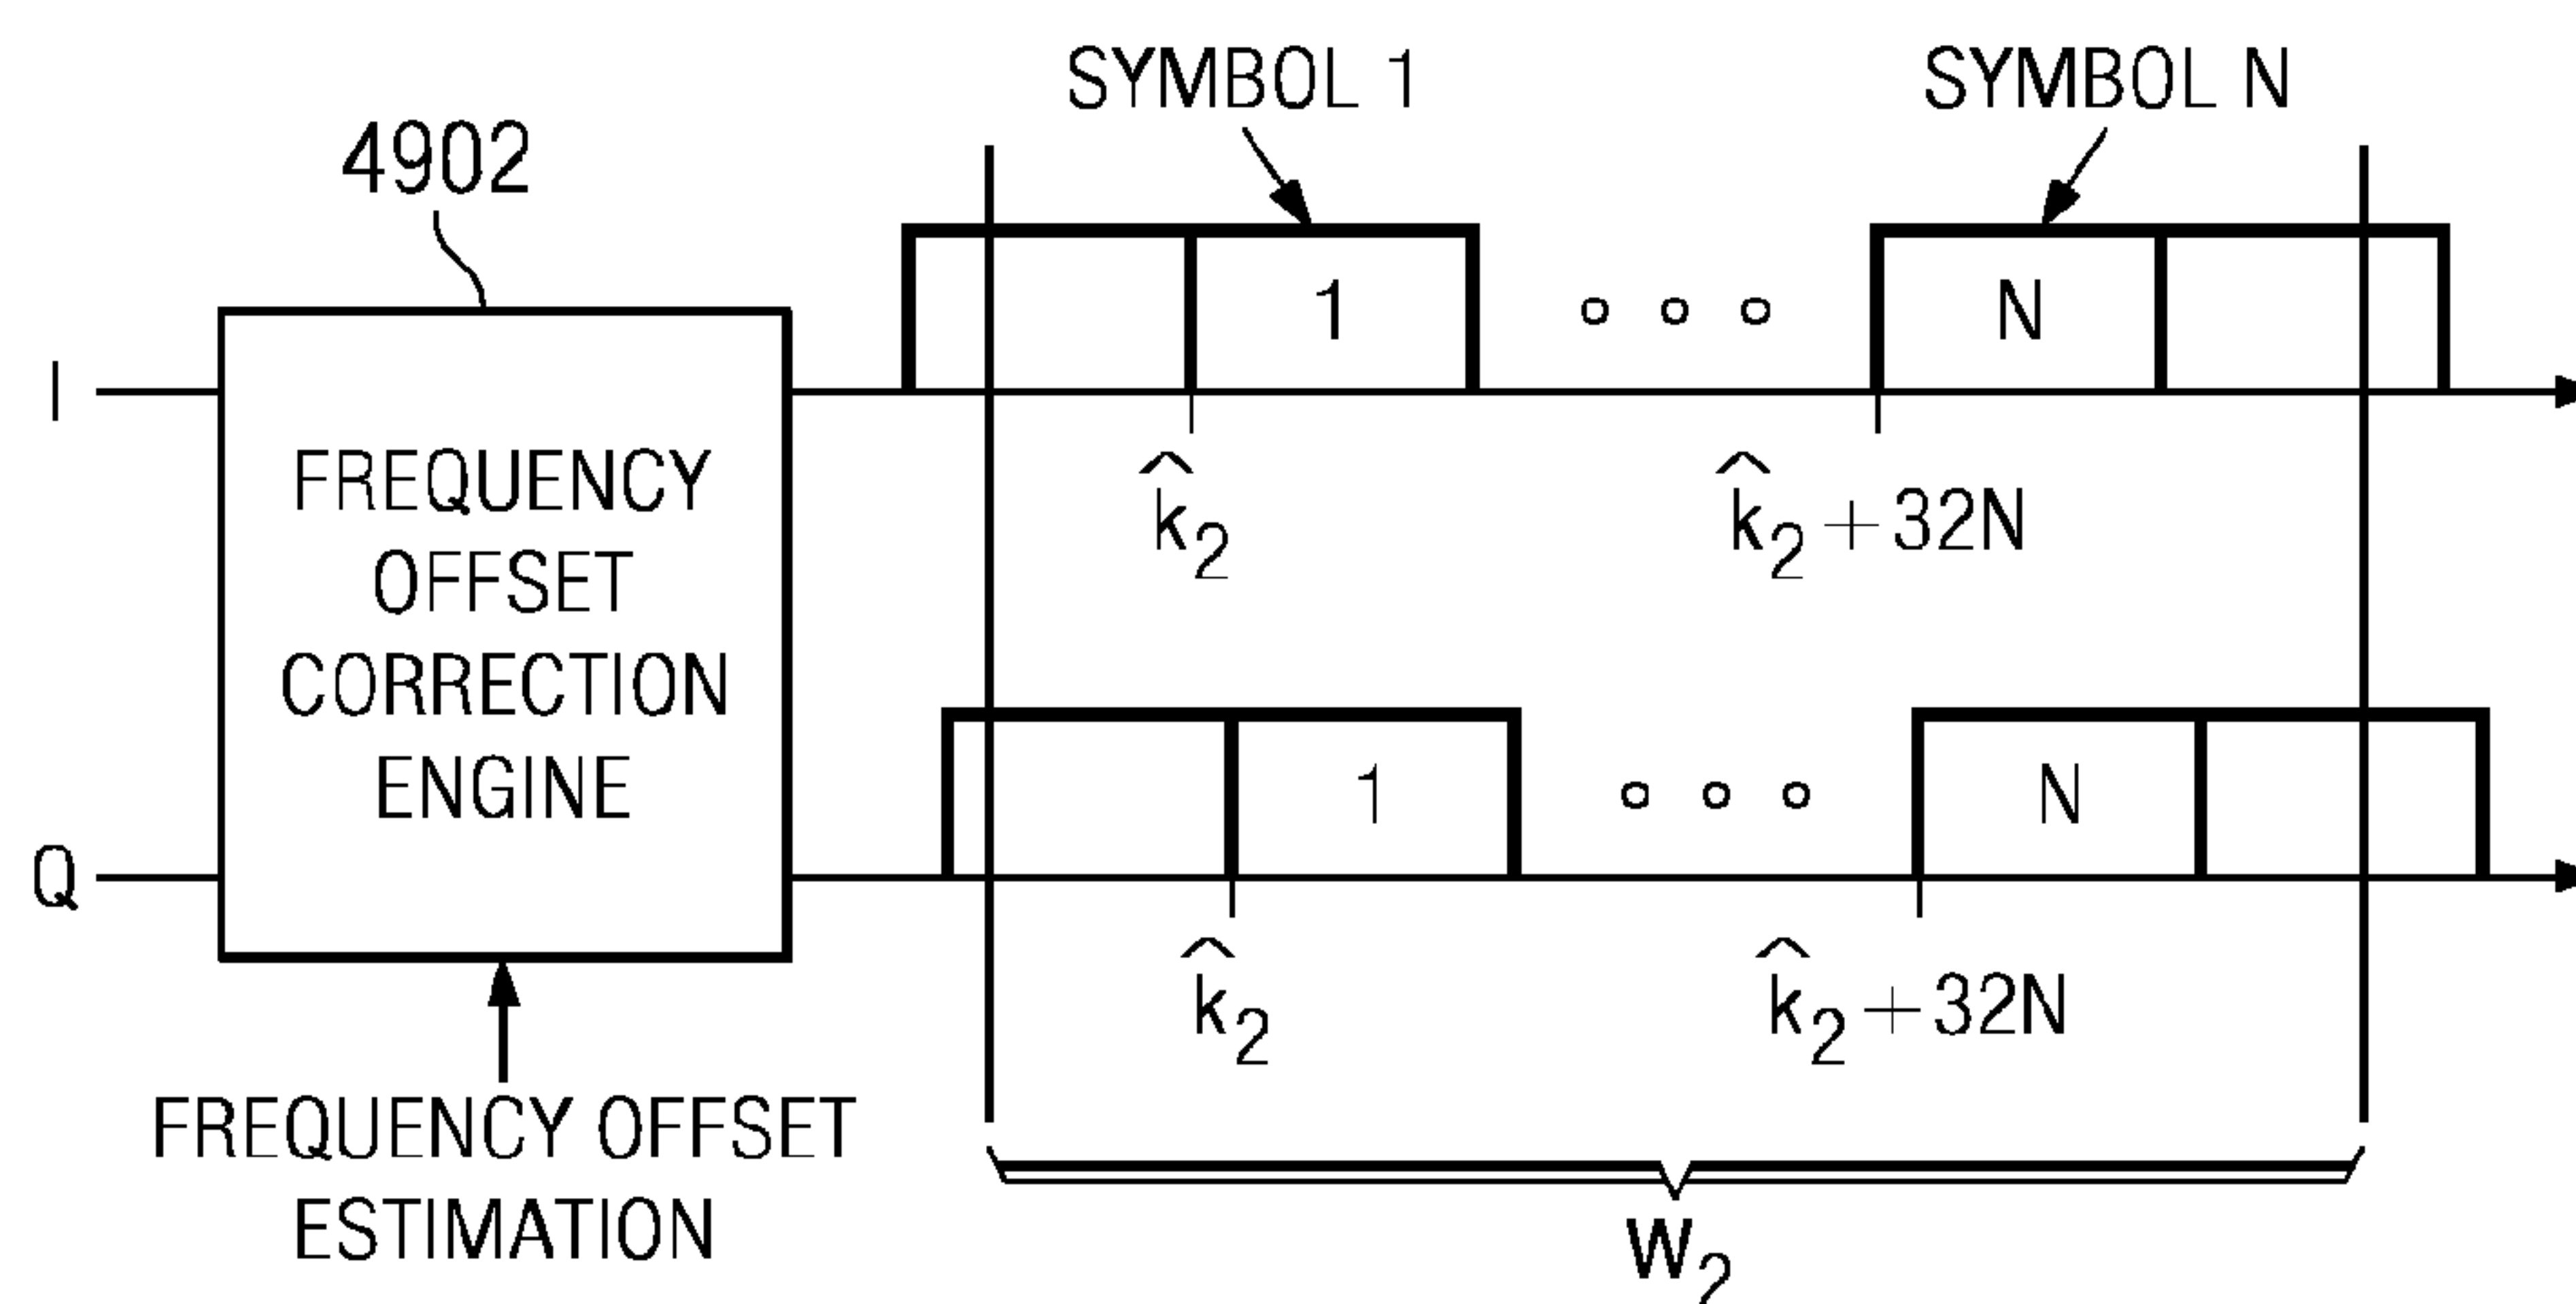 SYMBOL 1
SYMBOL N
4902
I
FREQUENCY
OFFSET
CORRECTION
ENGINE
1
N
k̂2
k̂2+32N
Q
1
N
k̂2
k̂2+32N
FREQUENCY OFFSET
ESTIMATION
W2